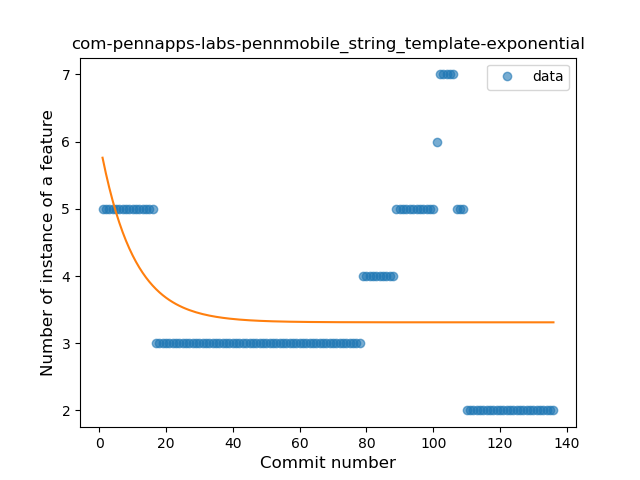 com-pennapps-labs-pennmobile_string_template-exponential
data
Number of instance of a feature
7
6
5
4
3
2
0 20 40 60 80 100 120 140
Commit number